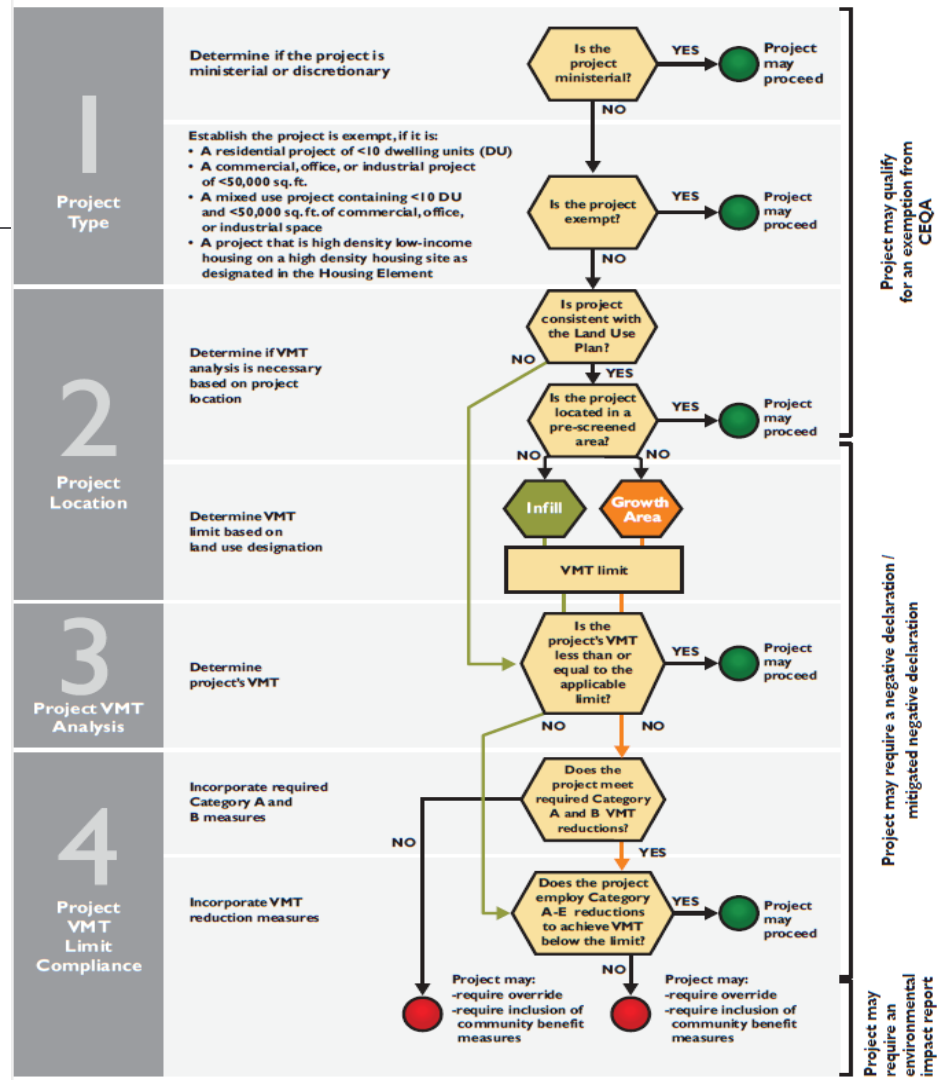 1
Project
Type
Determine if the project is
ministerial or discretionary
Is the
project
ministerial?
YES
Project
may
proceed
NO
Establish the project is exempt, if it is:
• A residential project of <10 dwelling units (DU)
• A commercial, office, or industrial project
of <50,000 sq. ft.
• A mixed use project containing <10 DU
and <50,000 sq. ft. of commercial, office,
or industrial space
• A project that is high density low-income
housing on a high density housing site as
designated in the Housing Element
Is the project
exempt?
YES
Project
may
proceed
NO
Project may qualify
for an exemption from
CEQA
2
Project
Location
Determine if VMT
analysis is necessary
based on project
location
Is project
consistent with
the Land Use
Plan?
NO
YES
Is the project
located in a
pre-screened
area?
YES
Project
may
proceed
NO
NO
Determine VMT
limit based on
land use designation
Infill
Growth
Area
VMT limit
3
Project VMT
Analysis
Determine
project's VMT
Is the
project's VMT
less than or
equal to the
applicable
limit?
YES
Project
may
proceed
NO
NO
Project may require a negative declaration /
mitigated negative declaration
4
Project
VMT
Limit
Compliance
Incorporate required
Category A and
B measures
Does the
project meet
required Category
A and B VMT
reductions?
NO
YES
Incorporate VMT
reduction measures
Does the project
employ Category
A-E reductions
to achieve VMT
below the limit?
YES
Project
may
proceed
NO
Project may:
-require override
-require inclusion of
community benefit
measures
Project may:
-require override
-require inclusion of
community benefit
measures
Project may
require an
environmental
impact report